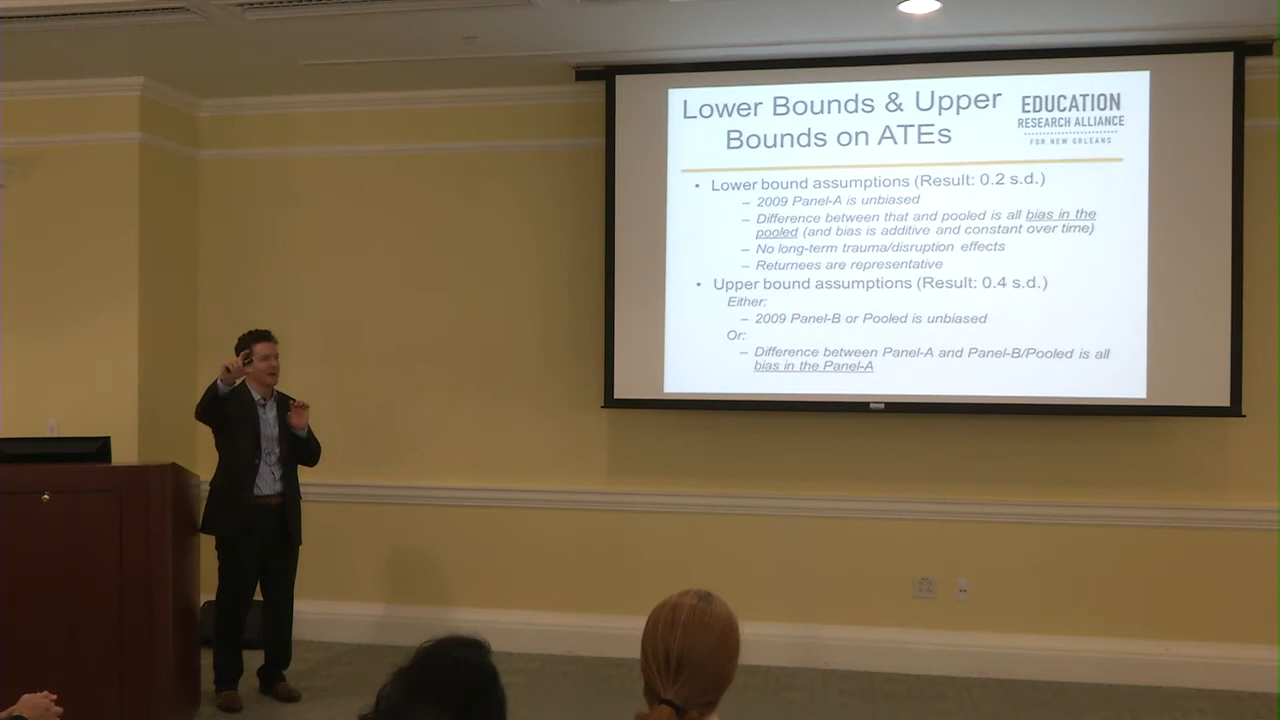 Lower Bounds & Upper
Bounds on ATEs
EDUCATION
RESEARCH ALLIANCE
FOR NEW ORLEANS
• Lower bound assumptions (Result: 0.2 s.d.)
– 2009 Panel-A is unbiased
– Difference between that and pooled is all bias in the
pooled (and bias is additive and constant over time)
– No long-term trauma/disruption effects
– Returnees are representative
• Upper bound assumptions (Result: 0.4 s.d.)
Either:
– 2009 Panel-B or Pooled is unbiased
Or:
– Difference between Panel-A and Panel-B/Pooled is all
bias in the Panel-A